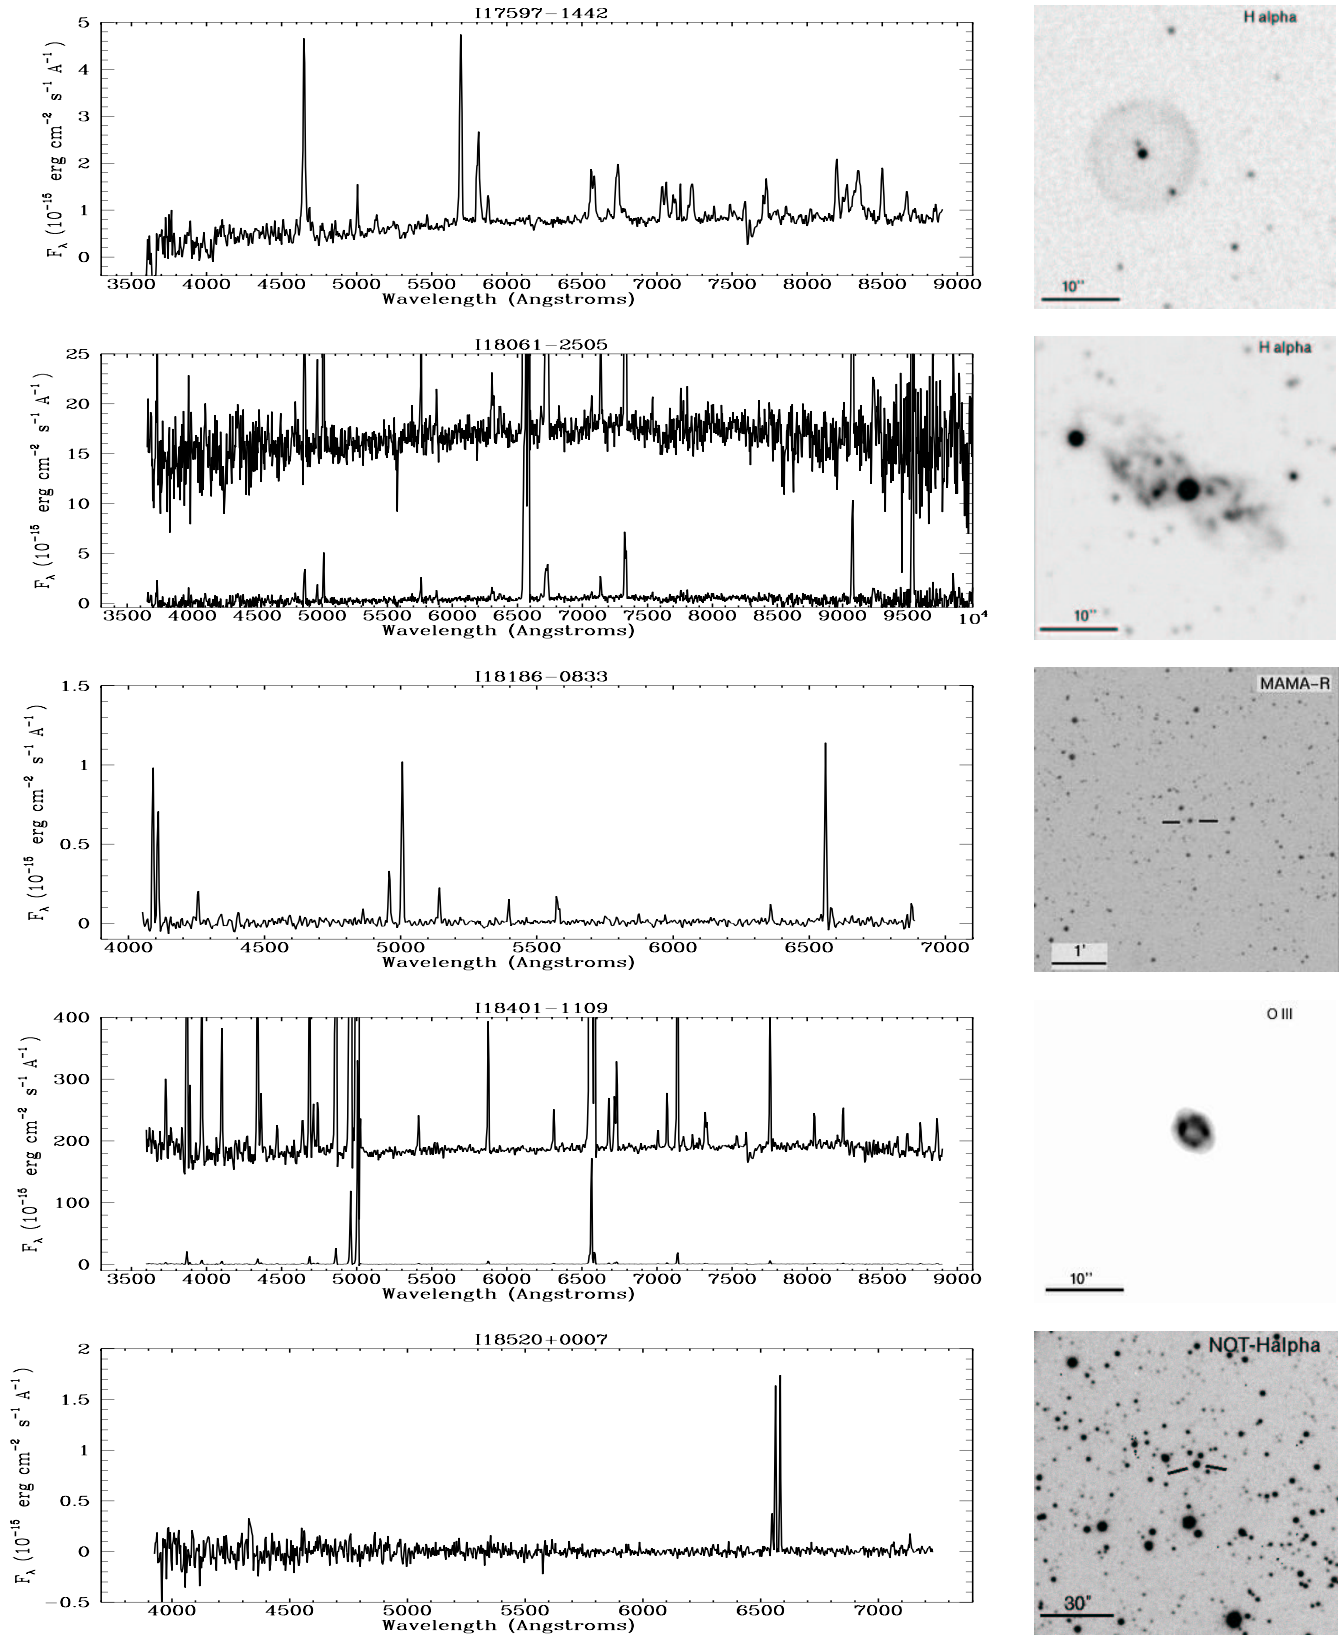 I17597-1442
5
4
3
2
1
0
F_λ (10^-15 erg cm^-2 s^-1 A^-1)
3500 4000 4500 5000 5500 6000 6500 7000 7500 8000 8500 9000
Wavelength (Angstroms)
H alpha
10"
I18061-2505
25
20
15
10
5
0
F_λ (10^-15 erg cm^-2 s^-1 A^-1)
3500 4000 4500 5000 5500 6000 6500 7000 7500 8000 8500 9000 9500 10^4
Wavelength (Angstroms)
H alpha
10"
I18186-0833
1.5
1
0.5
0
F_λ (10^-15 erg cm^-2 s^-1 A^-1)
4000 4500 5000 5500 6000 6500 7000
Wavelength (Angstroms)
MAMA-R
1'
I18401-1109
400
300
200
100
0
F_λ (10^-15 erg cm^-2 s^-1 A^-1)
3500 4000 4500 5000 5500 6000 6500 7000 7500 8000 8500 9000
Wavelength (Angstroms)
O III
10"
I18520+0007
2
1.5
1
0.5
0
-0.5
F_λ (10^-15 erg cm^-2 s^-1 A^-1)
4000 4500 5000 5500 6000 6500 7000
Wavelength (Angstroms)
NOT-Halpha
30"